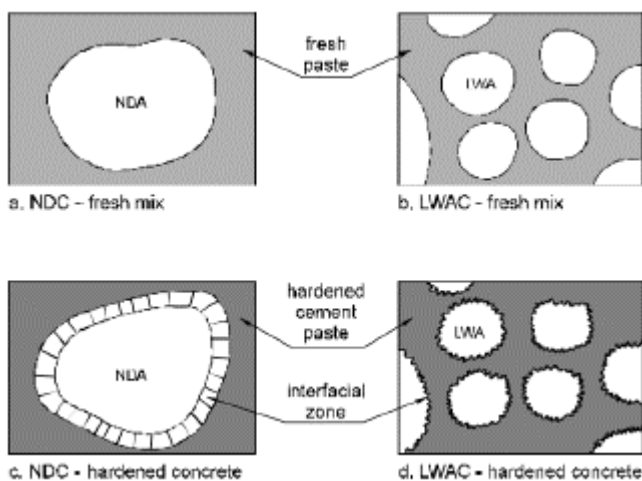 NDA
fresh
paste
LWA
a. NDC - fresh mix
b. LWAC - fresh mix
NDA
hardened
cement
paste
interfacial
zone
LWA
c. NDC - hardened concrete
d. LWAC - hardened concrete